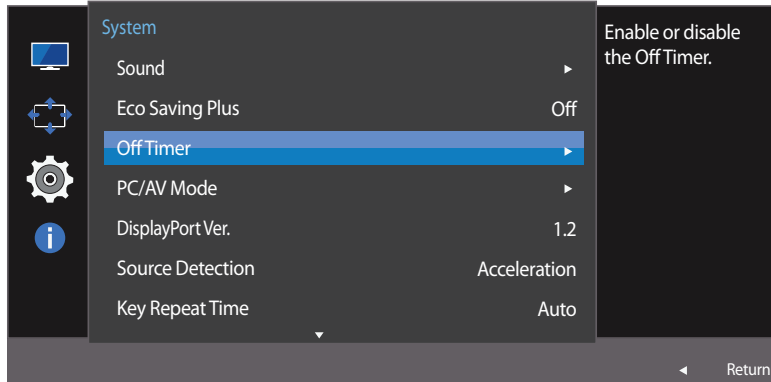 System
Sound
Eco Saving Plus Off
Off Timer
PC/AV Mode
DisplayPort Ver. 1.2
Source Detection Acceleration
Key Repeat Time Auto
Enable or disable
the Off Timer.
Return